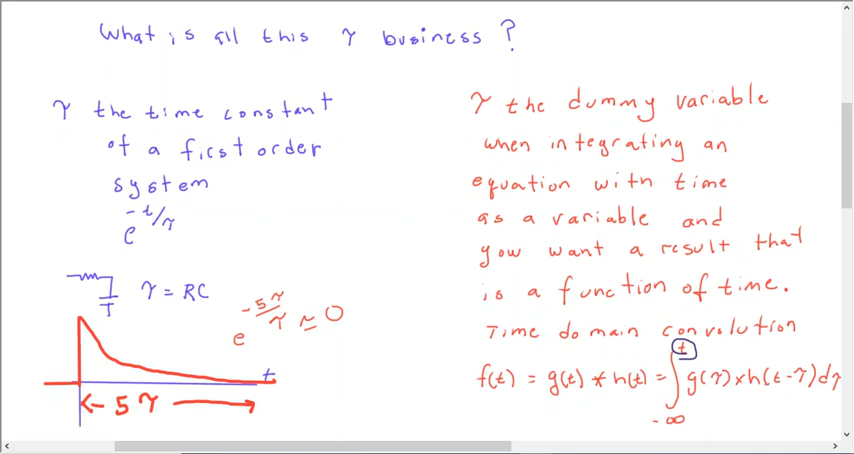 What is all this τ business?
τ the time constant
of a first order
system
e^{-t/τ}
τ = RC
e^{-5τ/τ} ≃ 0
t
← 5τ →
τ the dummy variable
when integrating an
equation with time
as a variable and
you want a result that
is a function of time.
Time domain convolution
f(t) = g(t) * h(t) = ∫_{-∞}^{t} g(τ) × h(t-τ) dτ